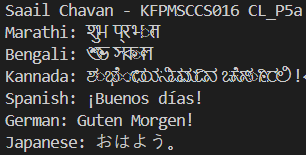 Saail Chavan - KFPMSCCS016 CL_P5a
Marathi: शुभ प्रभात
Bengali: শুভ সকাল
Kannada:
Spanish: ¡Buenos días!
German: Guten Morgen!
Japanese: おはよう。